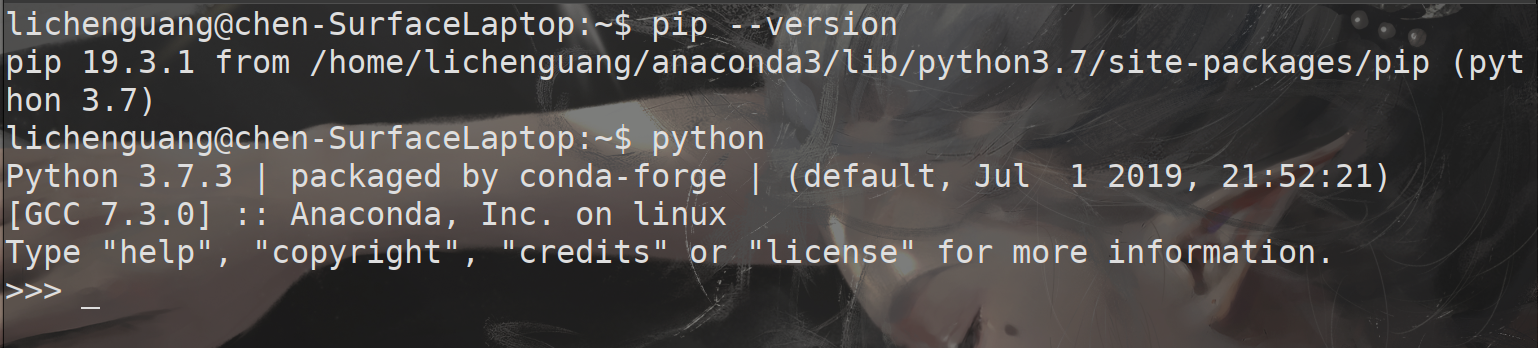 lichenguang@chen-SurfaceLaptop:~$ pip --version
pip 19.3.1 from /home/lichenguang/anaconda3/lib/python3.7/site-packages/pip (pyt
hon 3.7)
lichenguang@chen-SurfaceLaptop:~$ python
Python 3.7.3 | packaged by conda-forge | (default, Jul  1 2019, 21:52:21)
[GCC 7.3.0] :: Anaconda, Inc. on linux
Type "help", "copyright", "credits" or "license" for more information.
>>> _